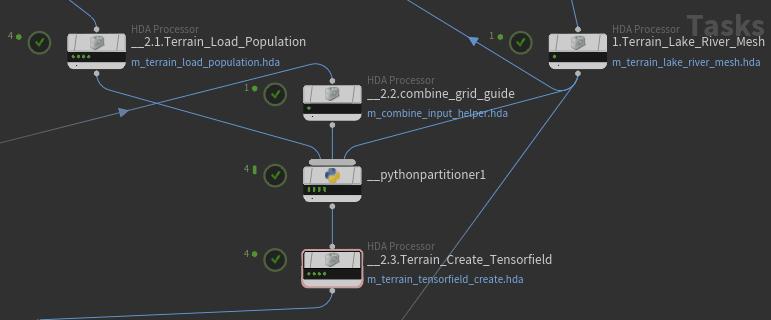 Tasks
HDA Processor
4
__2.1.Terrain_Load_Population
m_terrain_load_population.hda
HDA Processor
1
1.Terrain_Lake_River_Mesh
m_terrain_lake_river_mesh.hda
HDA Processor
1
__2.2.combine_grid_guide
m_combine_input_helper.hda
4
__pythonpartitioner1
HDA Processor
4
__2.3.Terrain_Create_Tensorfield
m_terrain_tensorfield_create.hda